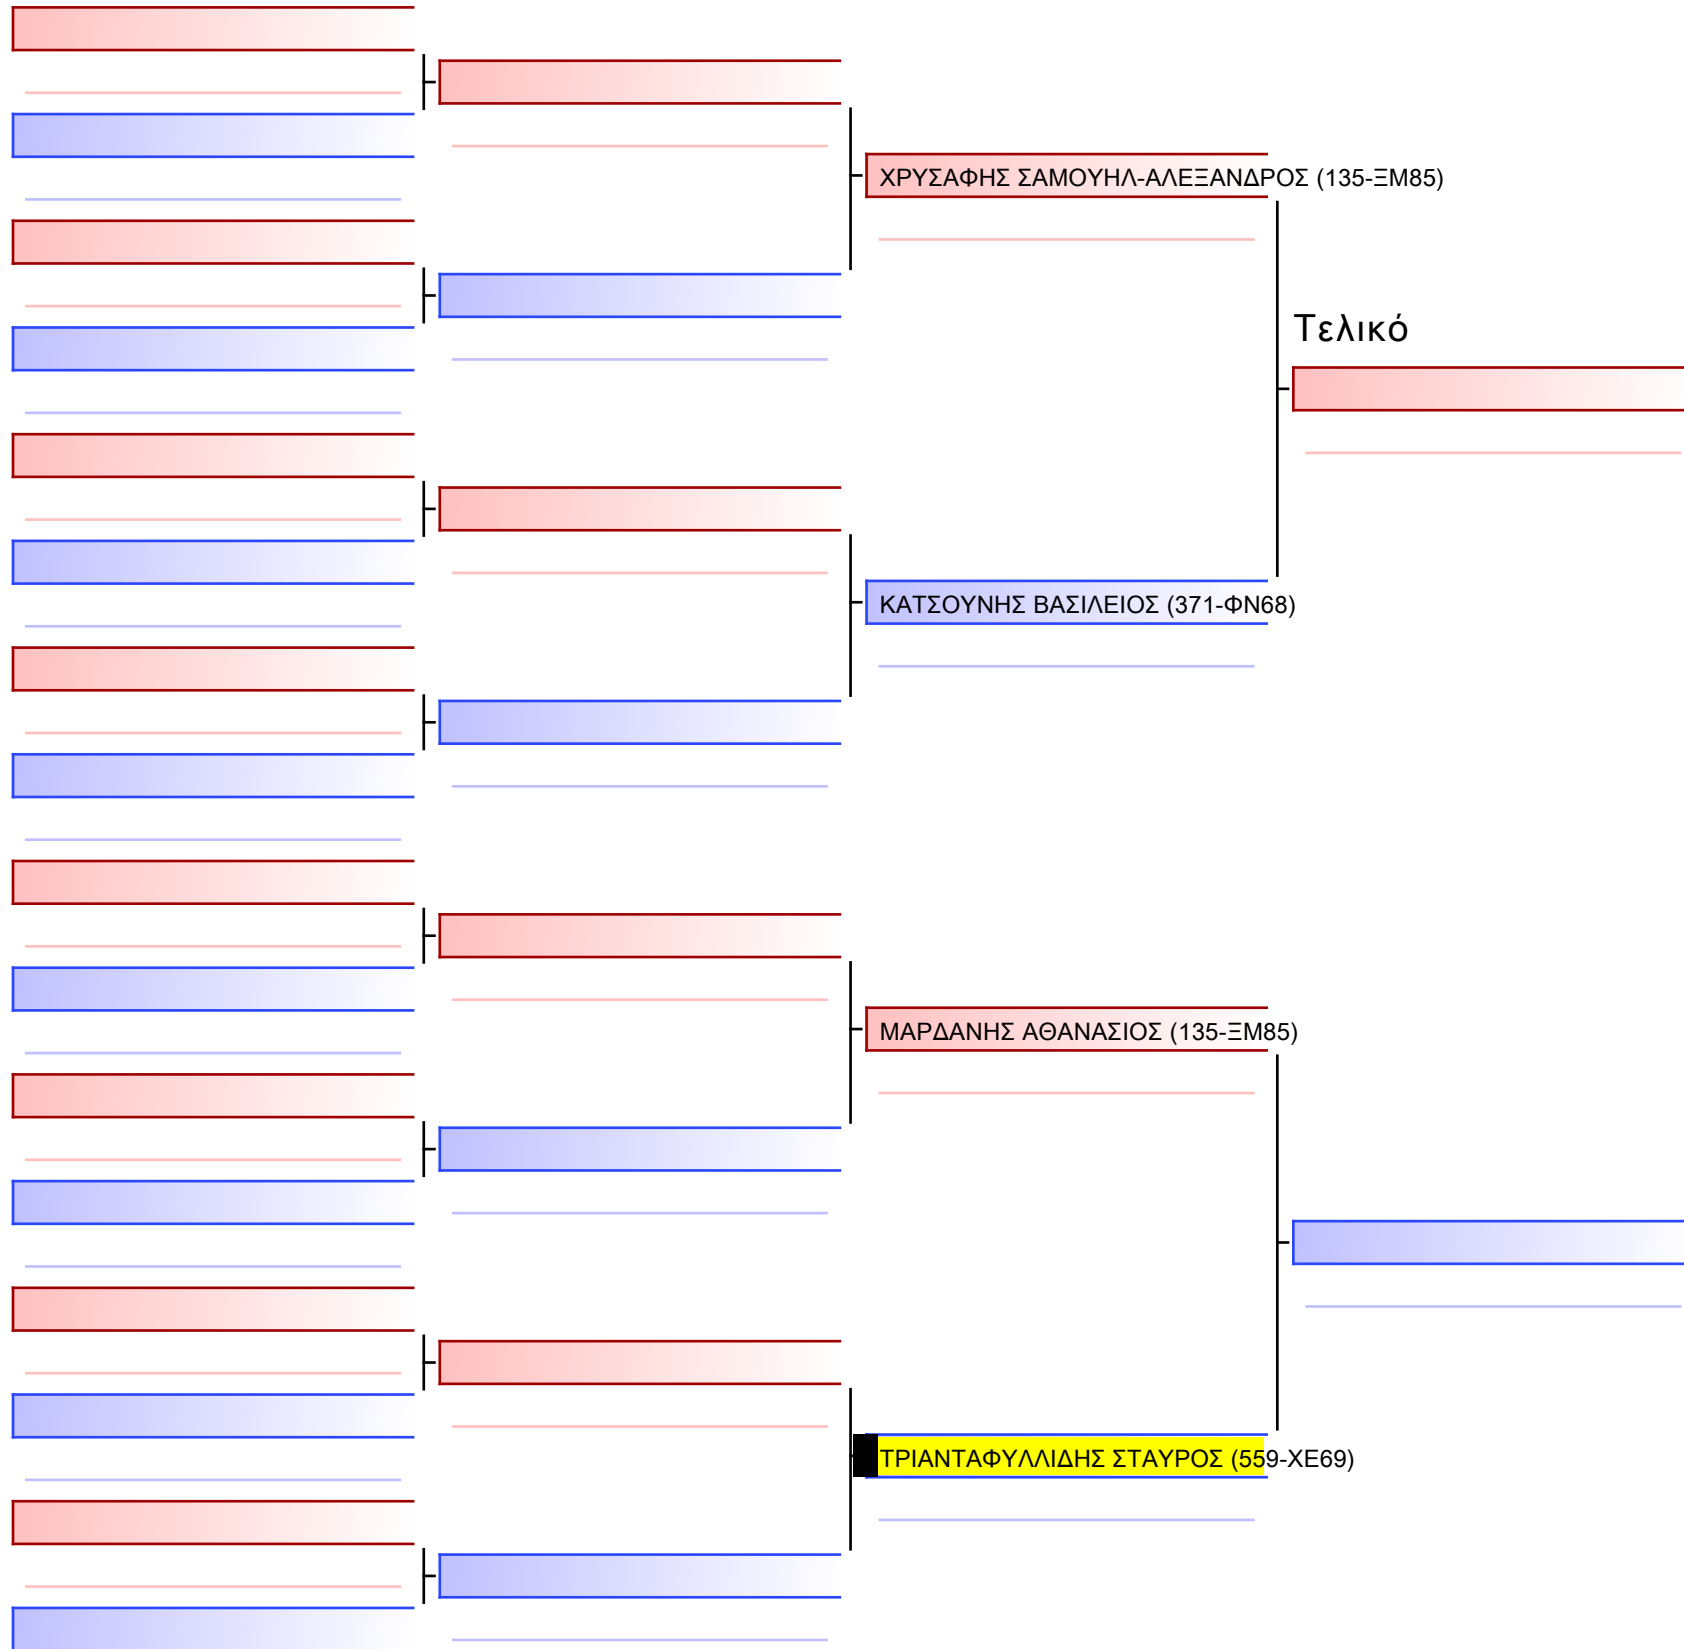 ΧΡΥΣΑΦΗΣ ΣΑΜΟΥΗΛ-ΑΛΕΞΑΝΔΡΟΣ (135-ΞΜ85)
Τελικό
ΚΑΤΣΟΥΝΗΣ ΒΑΣΙΛΕΙΟΣ (371-ΦΝ68)
ΜΑΡΔΑΝΗΣ ΑΘΑΝΑΣΙΟΣ (135-ΞΜ85)
ΤΡΙΑΝΤΑΦΥΛΛΙΔΗΣ ΣΤΑΥΡΟΣ (559-ΧΕ69)